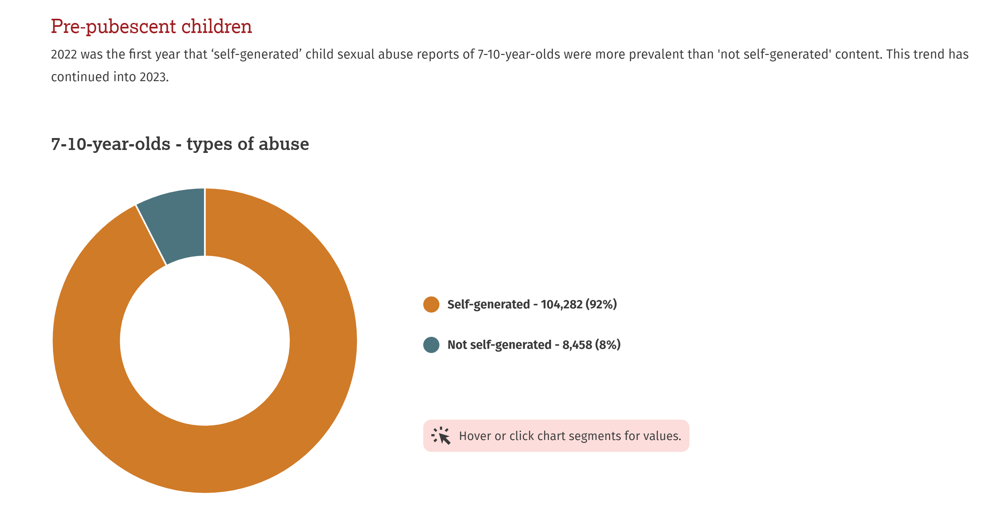 Pre-pubescent children
2022 was the first year that ‘self-generated’ child sexual abuse reports of 7-10-year-olds were more prevalent than 'not self-generated' content. This trend has
continued into 2023.
7-10-year-olds - types of abuse
Self-generated - 104,282 (92%)
Not self-generated - 8,458 (8%)
Hover or click chart segments for values.